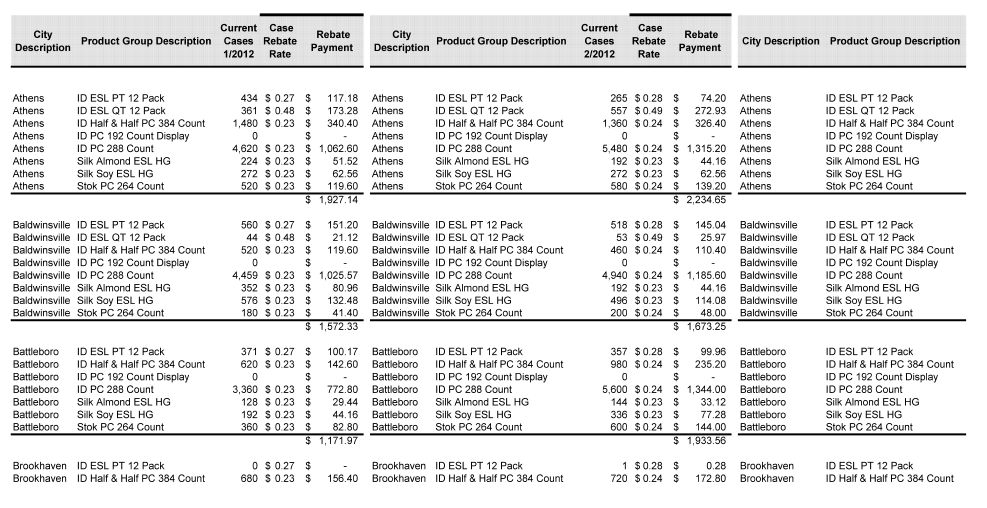 City Description Product Group Description Current Cases 1/2012 Case Rebate Rate Rebate Payment City Description Product Group Description Current Cases 2/2012 Case Rebate Rate Rebate Payment City Description Product Group Description
Athens ID ESL PT 12 Pack 434 $ 0.27 $ 117.18 Athens ID ESL PT 12 Pack 265 $ 0.28 $ 74.20 Athens ID ESL PT 12 Pack
Athens ID ESL QT 12 Pack 361 $ 0.48 $ 173.28 Athens ID ESL QT 12 Pack 557 $ 0.49 $ 272.93 Athens ID ESL QT 12 Pack
Athens ID Half & Half PC 384 Count 1,480 $ 0.23 $ 340.40 Athens ID Half & Half PC 384 Count 1,360 $ 0.24 $ 326.40 Athens ID Half & Half PC 384 Count
Athens ID PC 192 Count Display 0 $ - Athens ID PC 192 Count Display 0 $ - Athens ID PC 192 Count Display
Athens ID PC 288 Count 4,620 $ 0.23 $ 1,062.60 Athens ID PC 288 Count 5,480 $ 0.24 $ 1,315.20 Athens ID PC 288 Count
Athens Silk Almond ESL HG 224 $ 0.23 $ 51.52 Athens Silk Almond ESL HG 192 $ 0.23 $ 44.16 Athens Silk Almond ESL HG
Athens Silk Soy ESL HG 272 $ 0.23 $ 62.56 Athens Silk Soy ESL HG 272 $ 0.23 $ 62.56 Athens Silk Soy ESL HG
Athens Stok PC 264 Count 520 $ 0.23 $ 119.60 Athens Stok PC 264 Count 580 $ 0.24 $ 139.20 Athens Stok PC 264 Count
$ 1,927.14 $ 2,234.65
Baldwinsville ID ESL PT 12 Pack 560 $ 0.27 $ 151.20 Baldwinsville ID ESL PT 12 Pack 518 $ 0.28 $ 145.04 Baldwinsville ID ESL PT 12 Pack
Baldwinsville ID ESL QT 12 Pack 44 $ 0.48 $ 21.12 Baldwinsville ID ESL QT 12 Pack 53 $ 0.49 $ 25.97 Baldwinsville ID ESL QT 12 Pack
Baldwinsville ID Half & Half PC 384 Count 520 $ 0.23 $ 119.60 Baldwinsville ID Half & Half PC 384 Count 460 $ 0.24 $ 110.40 Baldwinsville ID Half & Half PC 384 Count
Baldwinsville ID PC 192 Count Display 0 $ - Baldwinsville ID PC 192 Count Display 0 $ - Baldwinsville ID PC 192 Count Display
Baldwinsville ID PC 288 Count 4,459 $ 0.23 $ 1,025.57 Baldwinsville ID PC 288 Count 4,940 $ 0.24 $ 1,185.60 Baldwinsville ID PC 288 Count
Baldwinsville Silk Almond ESL HG 352 $ 0.23 $ 80.96 Baldwinsville Silk Almond ESL HG 192 $ 0.23 $ 44.16 Baldwinsville Silk Almond ESL HG
Baldwinsville Silk Soy ESL HG 576 $ 0.23 $ 132.48 Baldwinsville Silk Soy ESL HG 496 $ 0.23 $ 114.08 Baldwinsville Silk Soy ESL HG
Baldwinsville Stok PC 264 Count 180 $ 0.23 $ 41.40 Baldwinsville Stok PC 264 Count 200 $ 0.24 $ 48.00 Baldwinsville Stok PC 264 Count
$ 1,572.33 $ 1,673.25
Battleboro ID ESL PT 12 Pack 371 $ 0.27 $ 100.17 Battleboro ID ESL PT 12 Pack 357 $ 0.28 $ 99.96 Battleboro ID ESL PT 12 Pack
Battleboro ID Half & Half PC 384 Count 620 $ 0.23 $ 142.60 Battleboro ID Half & Half PC 384 Count 980 $ 0.24 $ 235.20 Battleboro ID Half & Half PC 384 Count
Battleboro ID PC 192 Count Display 0 $ - Battleboro ID PC 192 Count Display 0 $ - Battleboro ID PC 192 Count Display
Battleboro ID PC 288 Count 3,360 $ 0.23 $ 772.80 Battleboro ID PC 288 Count 5,600 $ 0.24 $ 1,344.00 Battleboro ID PC 288 Count
Battleboro Silk Almond ESL HG 128 $ 0.23 $ 29.44 Battleboro Silk Almond ESL HG 144 $ 0.23 $ 33.12 Battleboro Silk Almond ESL HG
Battleboro Silk Soy ESL HG 192 $ 0.23 $ 44.16 Battleboro Silk Soy ESL HG 336 $ 0.23 $ 77.28 Battleboro Silk Soy ESL HG
Battleboro Stok PC 264 Count 360 $ 0.23 $ 82.80 Battleboro Stok PC 264 Count 600 $ 0.24 $ 144.00 Battleboro Stok PC 264 Count
$ 1,171.97 $ 1,933.56
Brookhaven ID ESL PT 12 Pack 0 $ 0.27 $ - Brookhaven ID ESL PT 12 Pack 1 $ 0.28 $ 0.28 Brookhaven ID ESL PT 12 Pack
Brookhaven ID Half & Half PC 384 Count 680 $ 0.23 $ 156.40 Brookhaven ID Half & Half PC 384 Count 720 $ 0.24 $ 172.80 Brookhaven ID Half & Half PC 384 Count